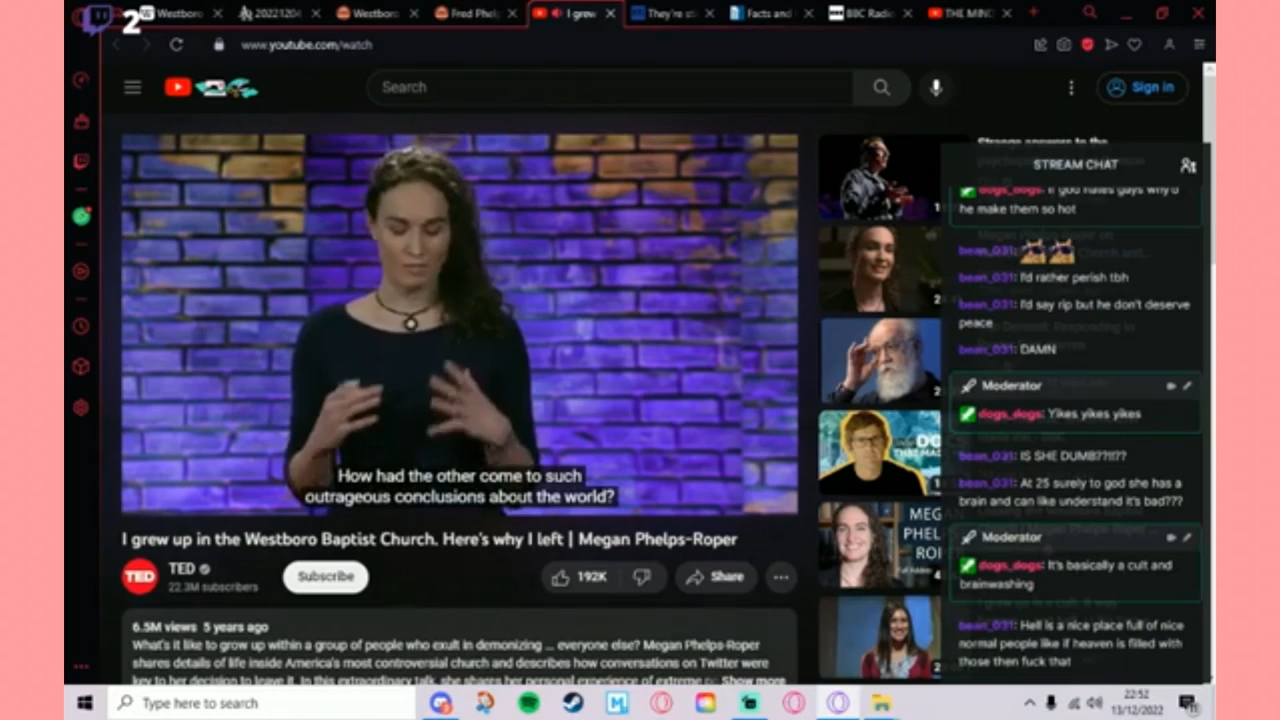 2
Westboro
20221204
Westboro
Fred Phel
I grew
They're st
Facts and
BBC Radio
THE MIND
www.youtube.com/watch
Search
Sign in
STREAM CHAT
dogs_dogs: If god hates gays why'd
he make them so hot
bean_031:
bean_031: I'd rather perish tbh
bean_031: I'd say rip but he don't deserve
peace
bean_031: DAMN
Moderator
dogs_dogs: Yikes yikes yikes
bean_031: IS SHE DUMB??!!??
bean_031: At 25 surely to god she has a
brain and can like understand it's bad???
Moderator
dogs_dogs: It's basically a cult and
brainwashing
bean_031: Hell is a nice place full of nice
normal people like if heaven is filled with
those then fuck that
How had the other come to such
outrageous conclusions about the world?
I grew up in the Westboro Baptist Church. Here's why I left | Megan Phelps-Roper
TED
TED
22.3M subscribers
Subscribe
192K
Share
6.5M views 5 years ago
What's it like to grow up within a group of people who exult in demonizing ... everyone else? Megan Phelps-Roper
shares details of life inside America's most controversial church and describes how conversations on Twitter were
key to her decision to leave it. In this extraordinary talk, she shares her personal experience of extreme Show more
Type here to search
22:52
13/12/2022